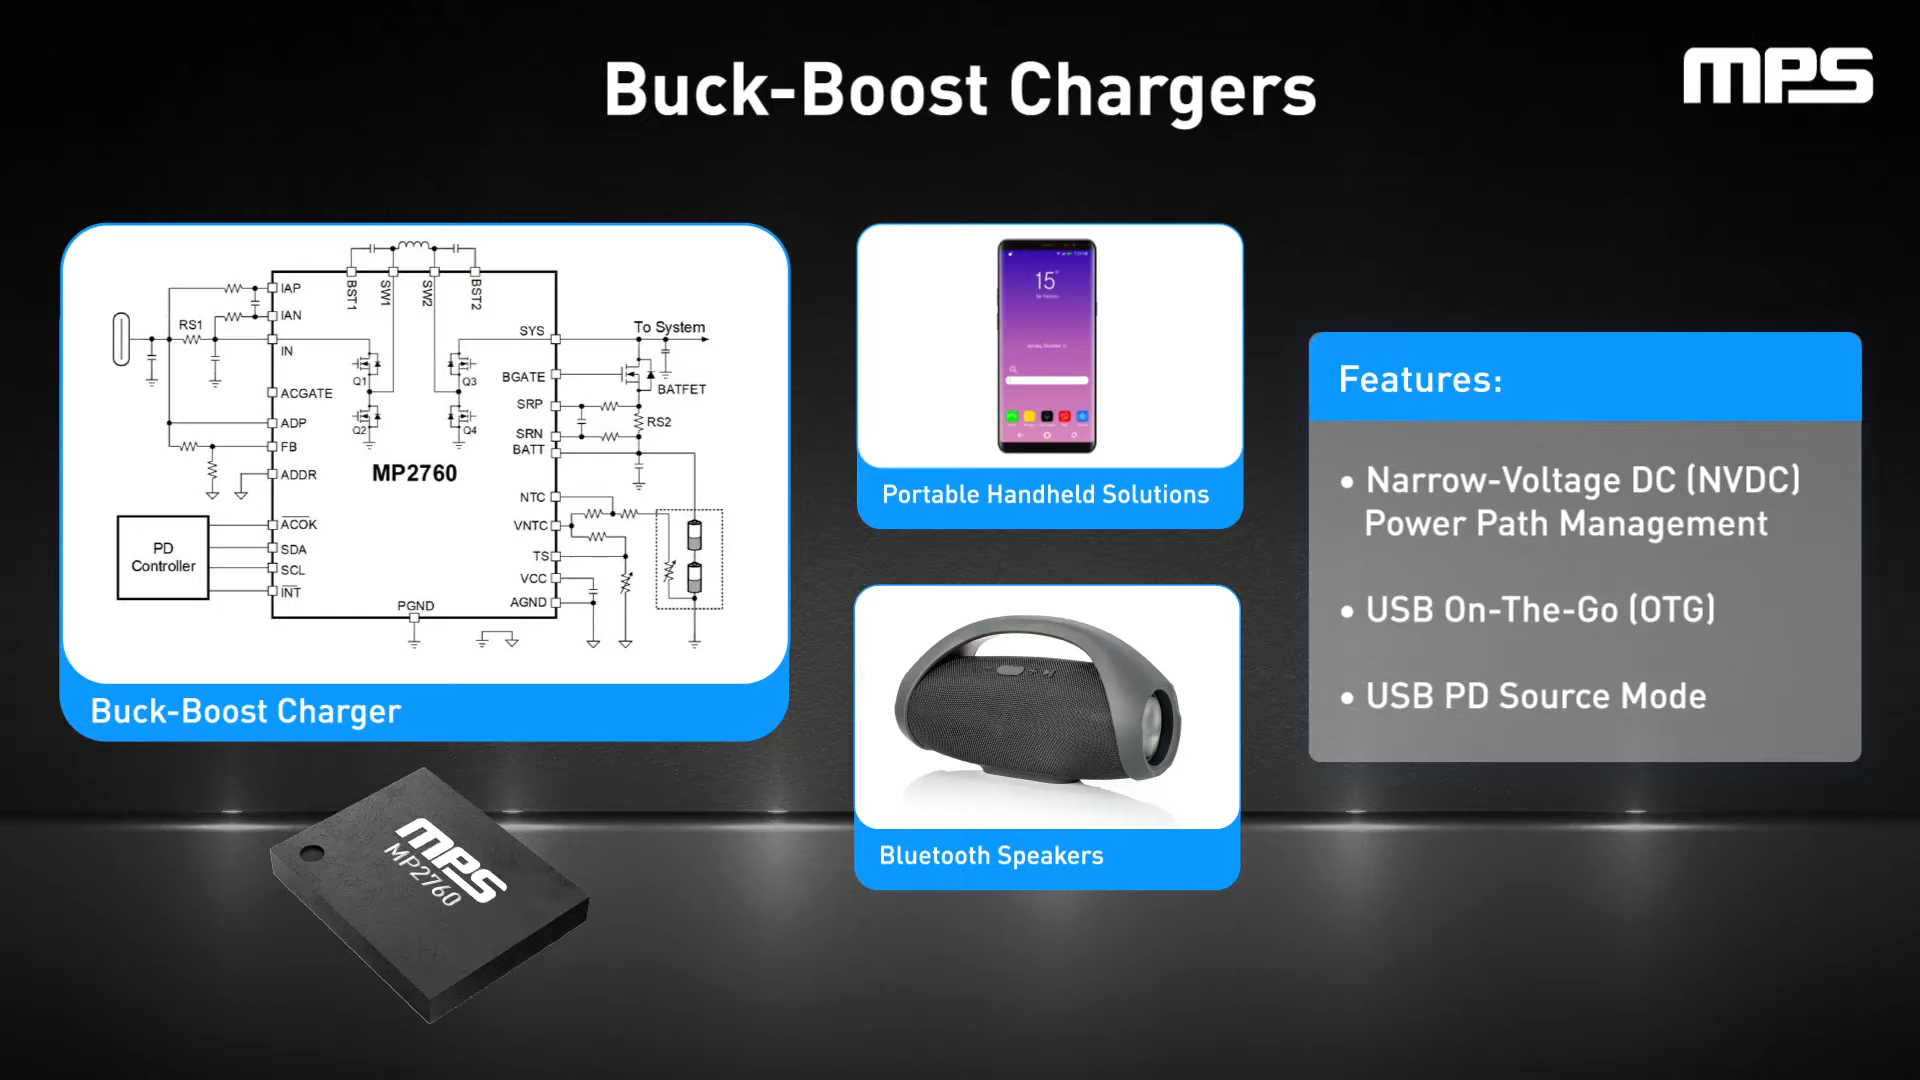 Buck-Boost Chargers
MPS
BST1
SW1
SW2
BST2
IAP
IAN
RS1
IN
ACGATE
ADP
FB
ADDR
ACOK
SDA
SCL
INT
PD
Controller
Q1
Q2
Q3
Q4
MP2760
SYS
BGATE
SRP
SRN
BATT
NTC
VNTC
TS
VCC
AGND
PGND
To System
BATFET
RS2
Buck-Boost Charger
MPS
MP2760
15°
Portable Handheld Solutions
Bluetooth Speakers
Features:
• Narrow-Voltage DC (NVDC)
Power Path Management
• USB On-The-Go (OTG)
• USB PD Source Mode